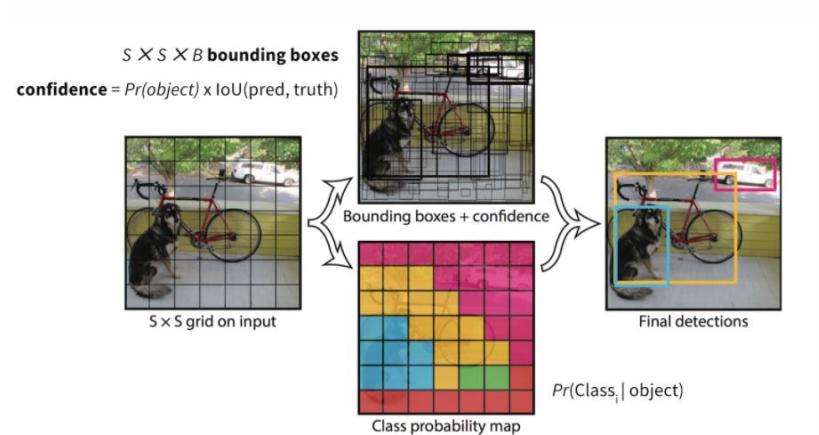 S X S X B bounding boxes
confidence = Pr(object) x IoU(pred, truth)
Bounding boxes + confidence
S × S grid on input
Final detections
Pr(Classᵢ | object)
Class probability map